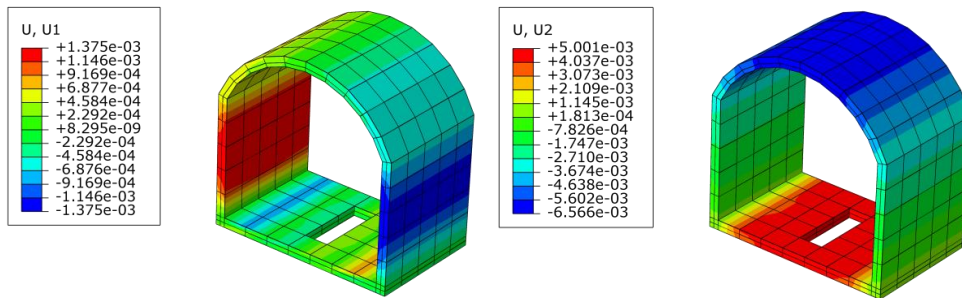 U, U1
+1.375e-03
+1.146e-03
+9.169e-04
+6.877e-04
+4.584e-04
+2.292e-04
+8.295e-09
-2.292e-04
-4.584e-04
-6.876e-04
-9.169e-04
-1.146e-03
-1.375e-03
U, U2
+5.001e-03
+4.037e-03
+3.073e-03
+2.109e-03
+1.145e-03
+1.813e-04
-7.826e-04
-1.747e-03
-2.710e-03
-3.674e-03
-4.638e-03
-5.602e-03
-6.566e-03